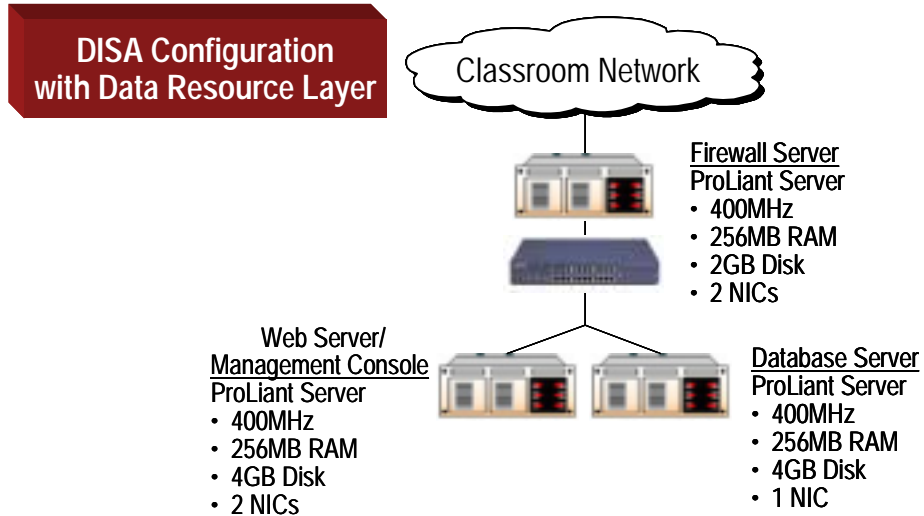 DISA Configuration
with Data Resource Layer
Classroom Network
Firewall Server
ProLiant Server
• 400MHz
• 256MB RAM
• 2GB Disk
• 2 NICs
Web Server/
Management Console
ProLiant Server
• 400MHz
• 256MB RAM
• 4GB Disk
• 2 NICs
Database Server
ProLiant Server
• 400MHz
• 256MB RAM
• 4GB Disk
• 1 NIC